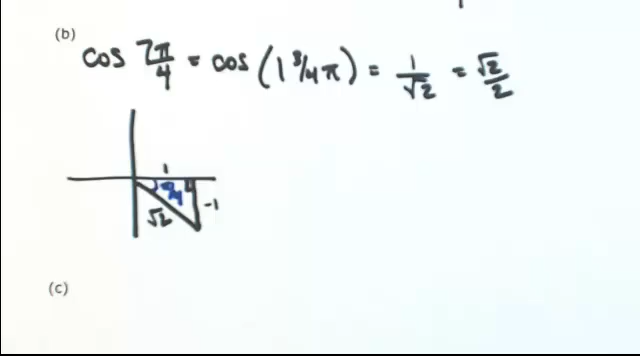 (b)
cos 7π/4 = cos (1 3/4 π) = 1/√2 = √2/2
1
π/4
-1
√2
(c)